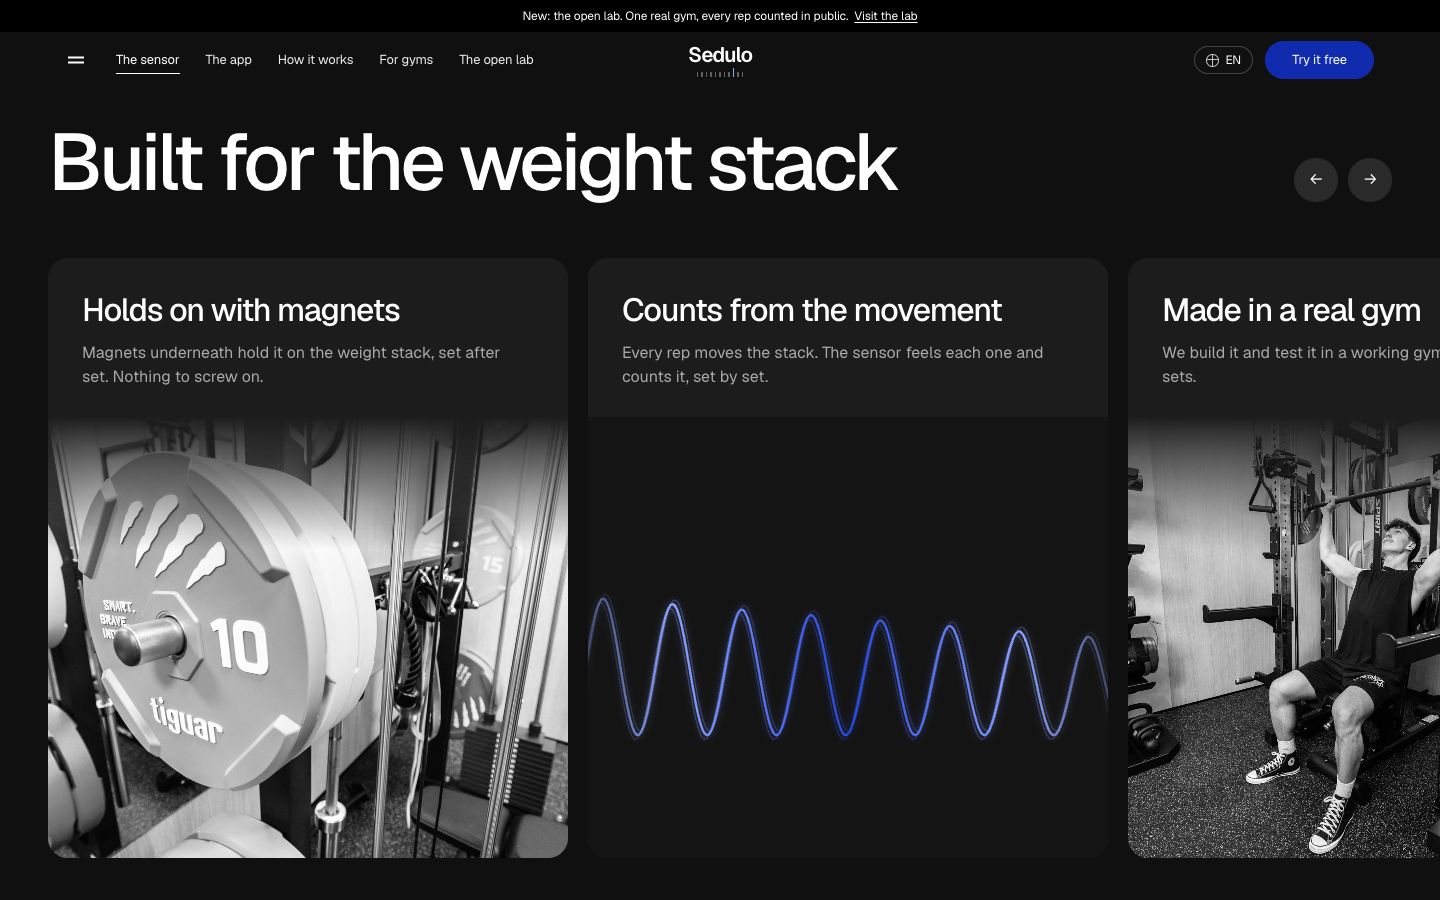 New: the open lab. One real gym, every rep counted in public. Visit the lab
The sensor The app How it works For gyms The open lab
Sedulo
EN
Try it free
Built for the weight stack
Holds on with magnets
Magnets underneath hold it on the weight stack, set after
set. Nothing to screw on.
Counts from the movement
Every rep moves the stack. The sensor feels each one and
counts it, set by set.
Made in a real gym
We build it and test it in a working gym
sets.
SMART.
BRAVE.
10
tiguar
15
SPIRIT